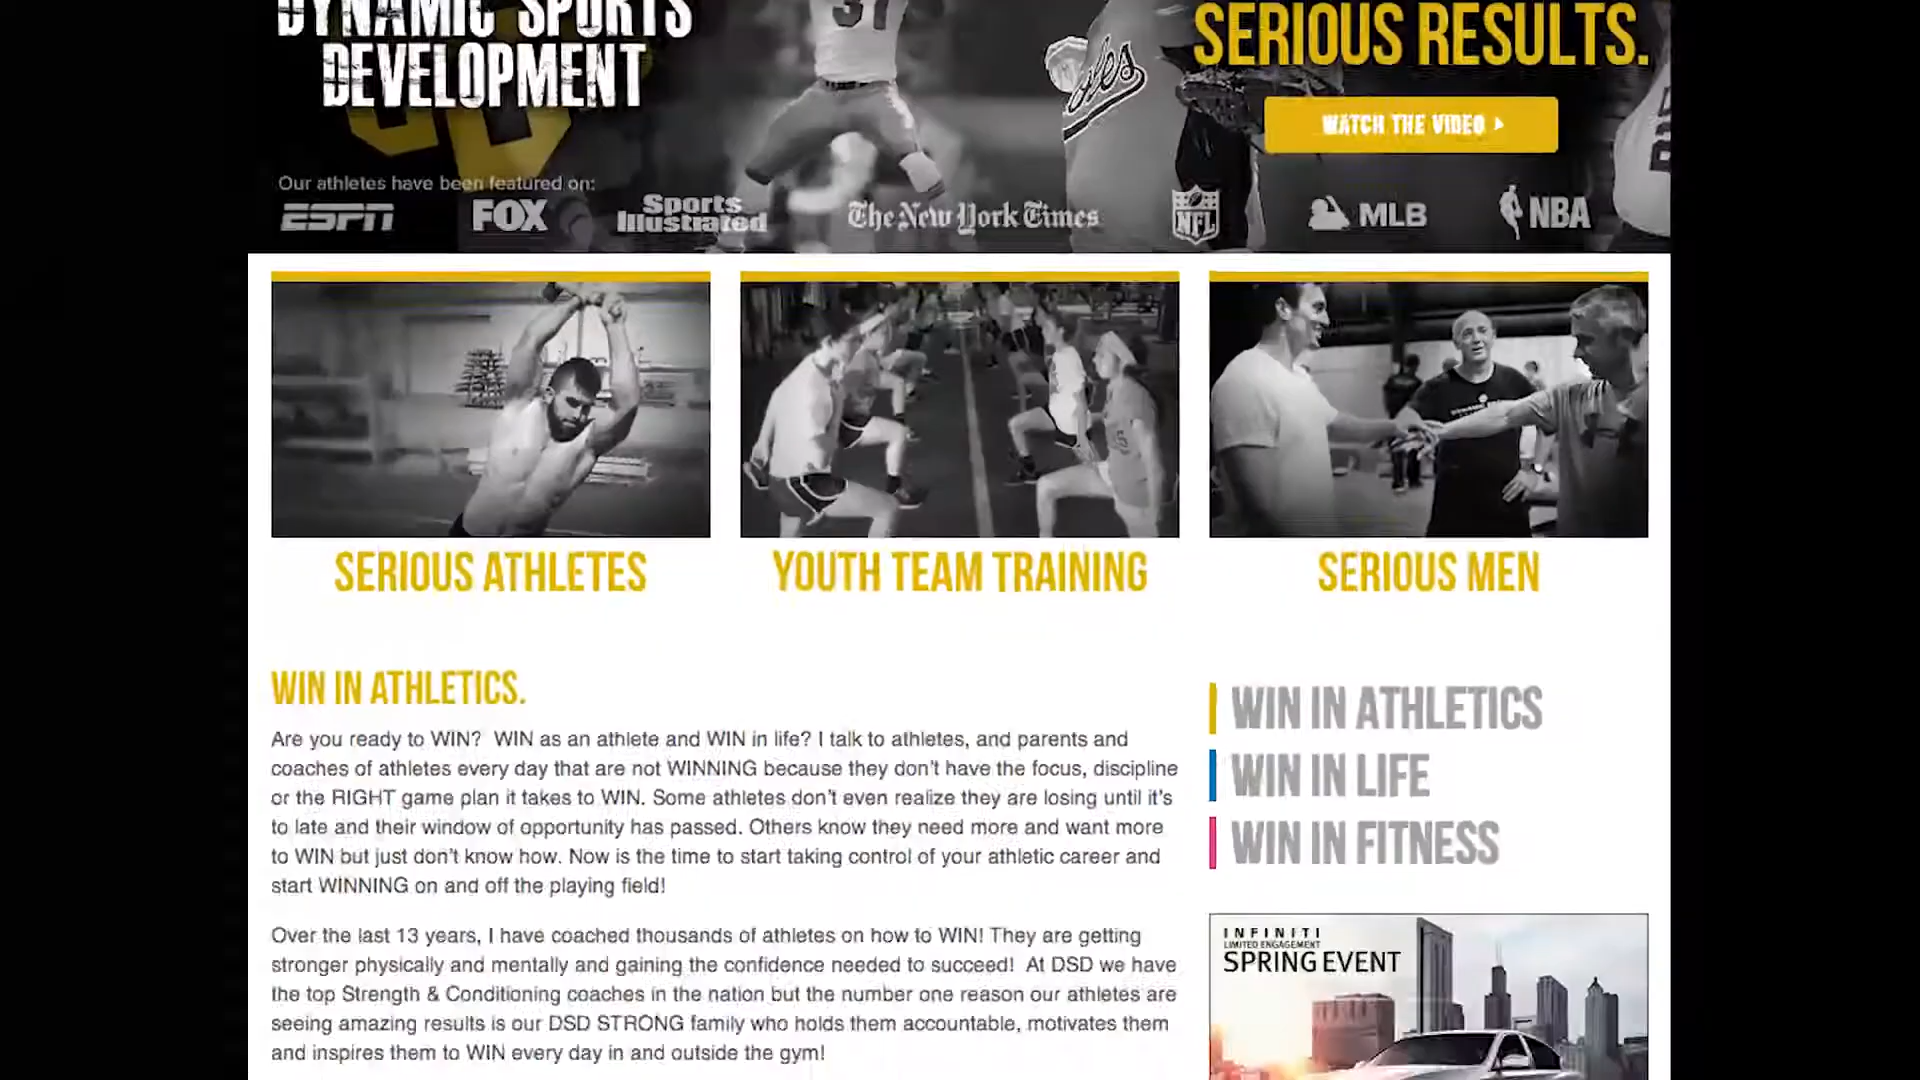 DYNAMIC SPORTS
DEVELOPMENT
31
SERIOUS RESULTS.
WATCH THE VIDEO
Our athletes have been featured on:
ESPN
FOX
Sports
Illustrated
The New York Times
NFL
MLB
NBA
SERIOUS ATHLETES
YOUTH TEAM TRAINING
SERIOUS MEN
WIN IN ATHLETICS.
Are you ready to WIN?  WIN as an athlete and WIN in life? I talk to athletes, and parents and
coaches of athletes every day that are not WINNING because they don't have the focus, discipline
or the RIGHT game plan it takes to WIN. Some athletes don't even realize they are losing until it's
to late and their window of opportunity has passed. Others know they need more and want more
to WIN but just don't know how. Now is the time to start taking control of your athletic career and
start WINNING on and off the playing field!
Over the last 13 years, I have coached thousands of athletes on how to WIN! They are getting
stronger physically and mentally and gaining the confidence needed to succeed!  At DSD we have
the top Strength & Conditioning coaches in the nation but the number one reason our athletes are
seeing amazing results is our DSD STRONG family who holds them accountable, motivates them
and inspires them to WIN every day in and outside the gym!
WIN IN ATHLETICS
WIN IN LIFE
WIN IN FITNESS
INFINITI
LIMITED ENGAGEMENT
SPRING EVENT